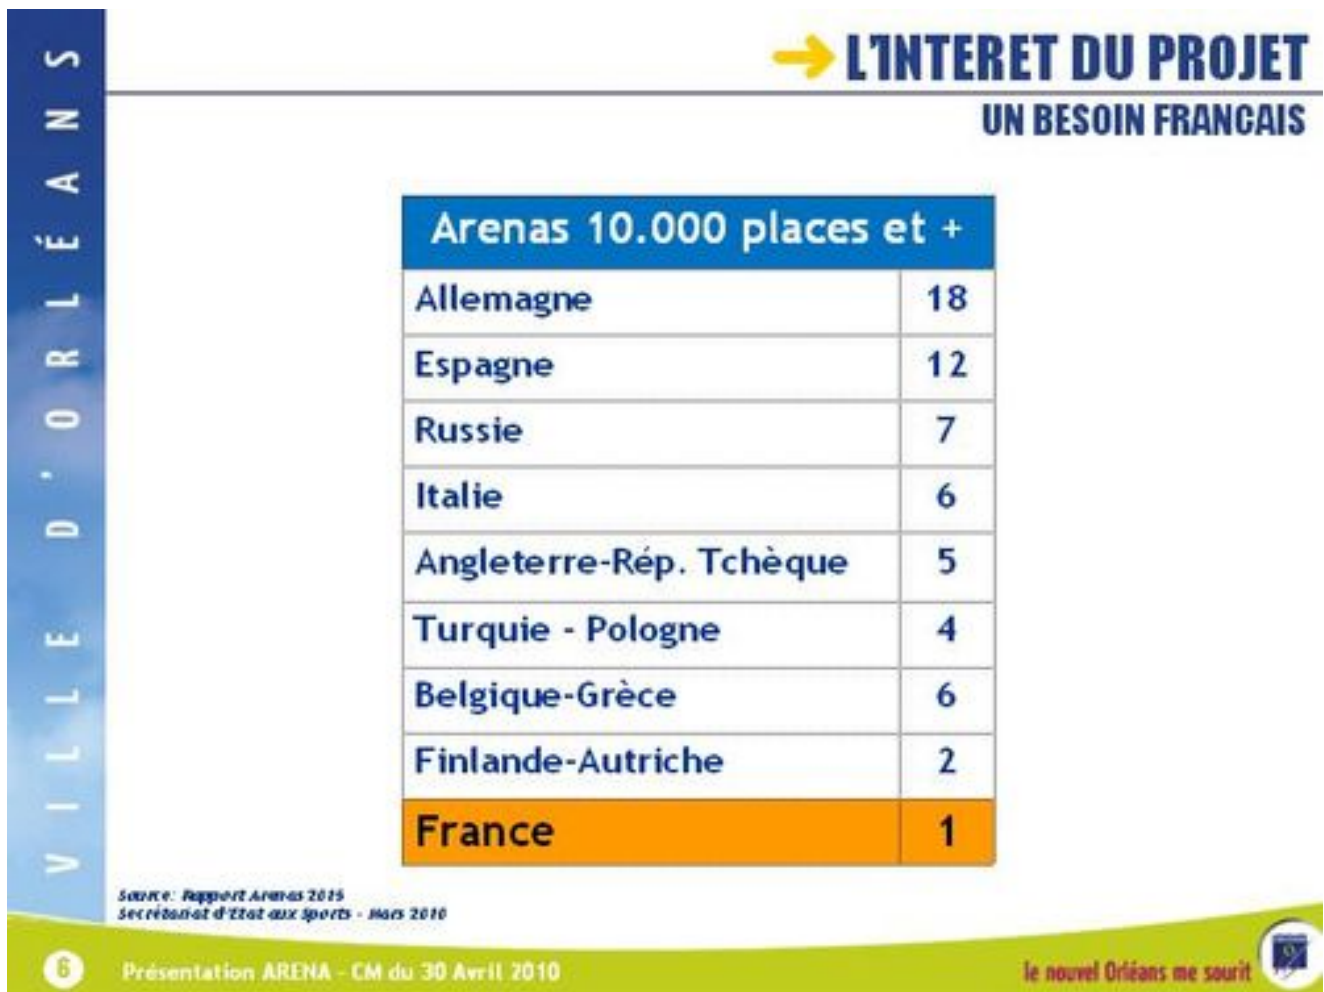 VILLE D'ORLÉANS
L'INTERET DU PROJET
UN BESOIN FRANCAIS
Arenas 10.000 places et +
Allemagne 18
Espagne 12
Russie 7
Italie 6
Angleterre-Rép. Tchèque 5
Turquie - Pologne 4
Belgique-Grèce 6
Finlande-Autriche 2
France 1
Source: Rapport Arenas 2015
Secrétariat d'Etat aux Sports - Mars 2010
6 Présentation ARENA - CM du 30 Avril 2010
le nouvel Orléans me sourit